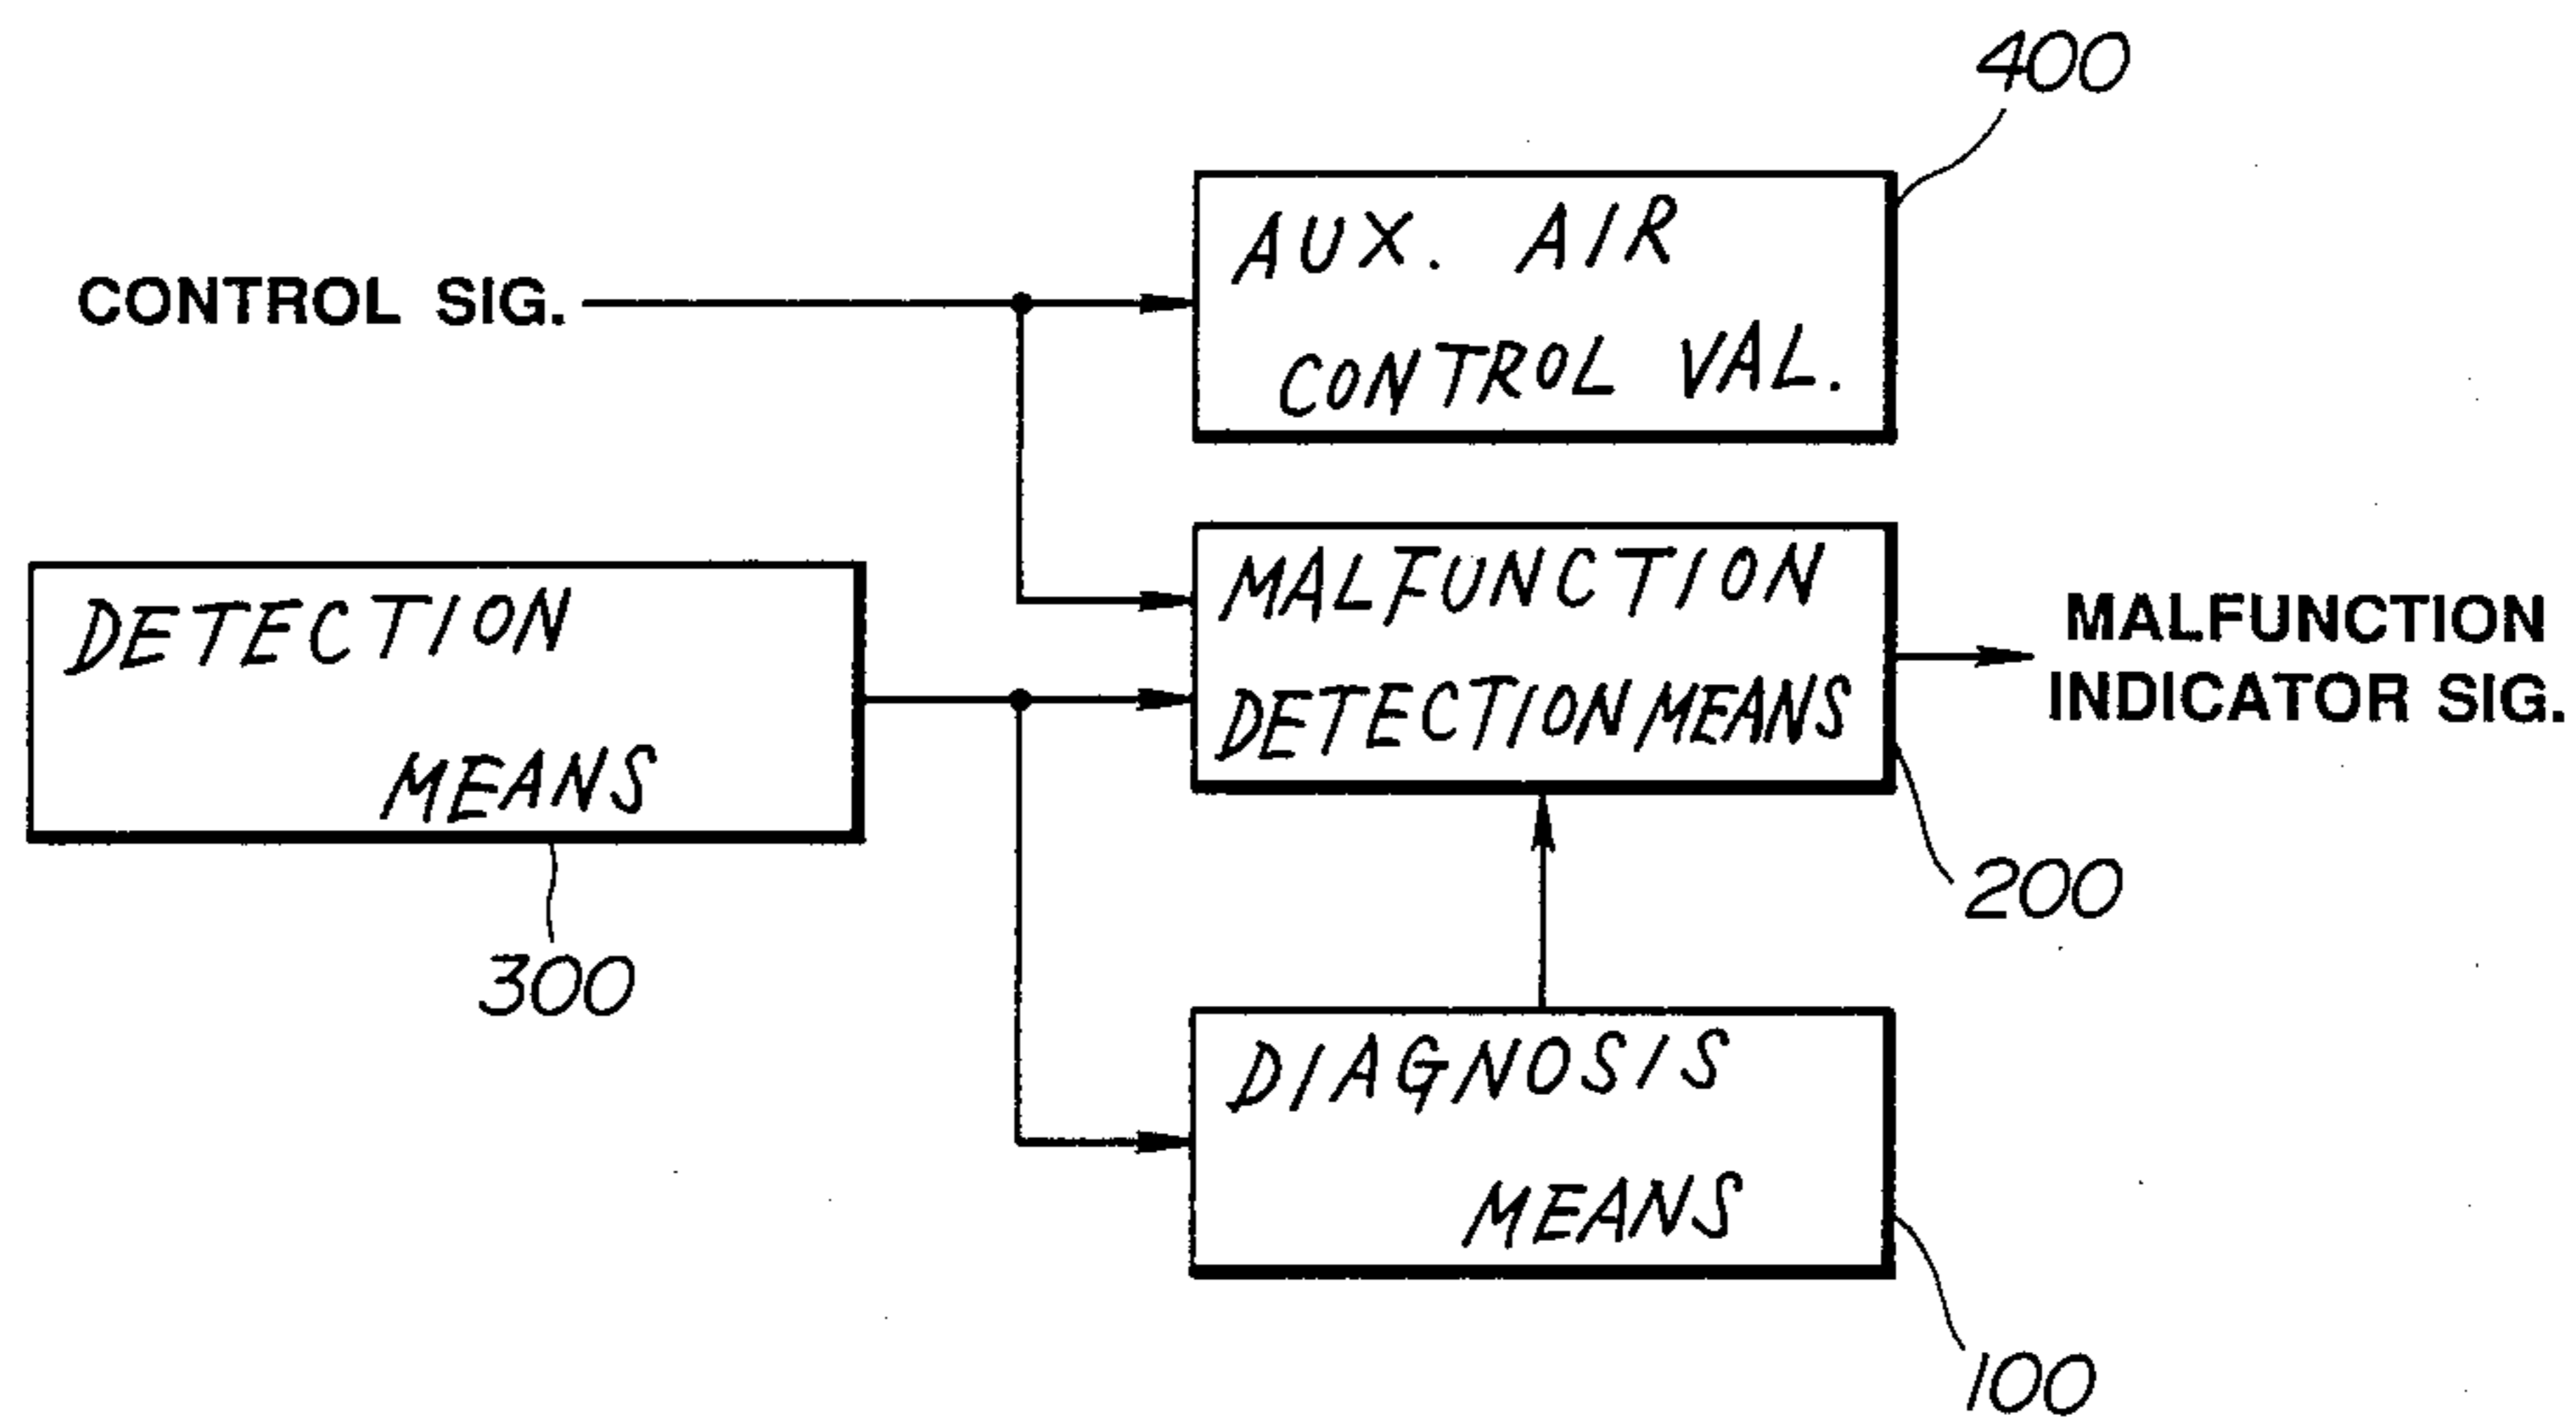 400
AUX. AIR
CONTROL VAL.
CONTROL SIG.
MALFUNCTION
DETECTION MEANS
DETECTION
MEANS
MALFUNCTION
INDICATOR SIG.
200
300
DIAGNOSIS
MEANS
100